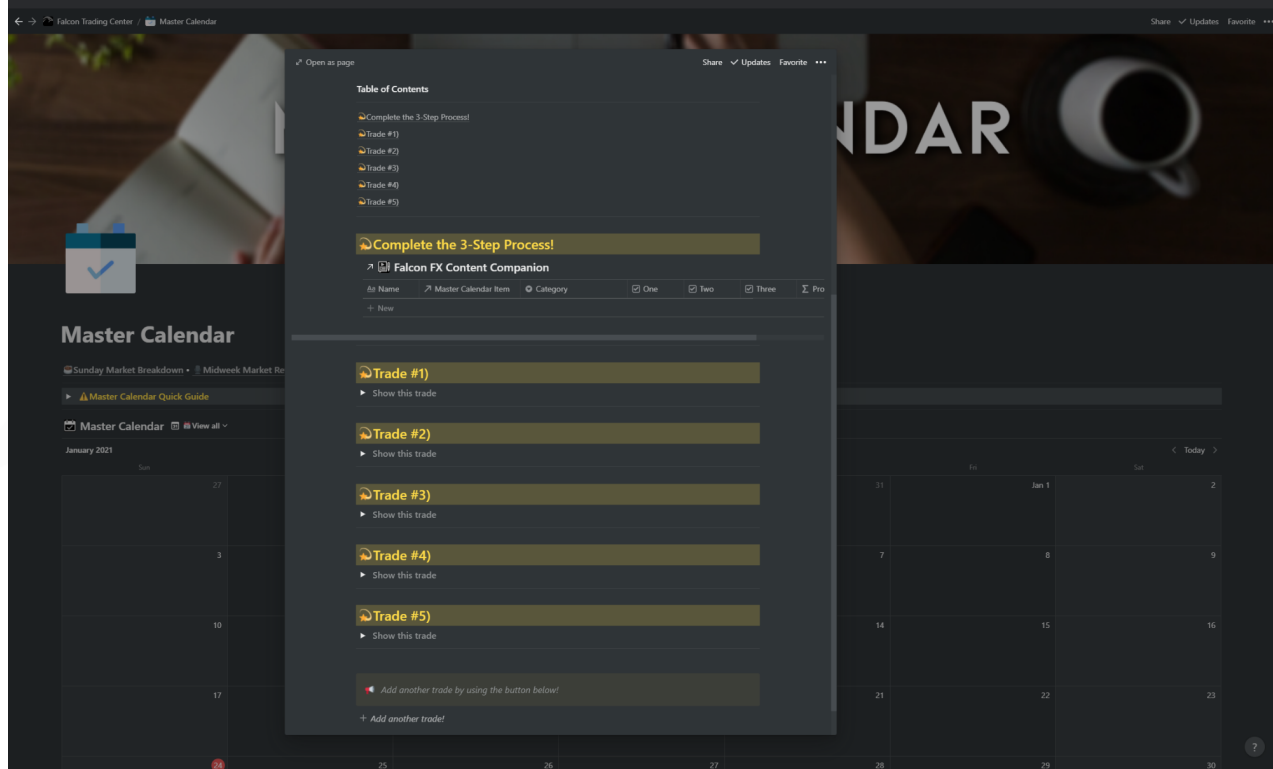 Falcon Trading Center / Master Calendar
Share Updates Favorite
NDAR
Open as page
Share Updates Favorite
Table of Contents
Complete the 3-Step Process!
Trade #1)
Trade #2)
Trade #3)
Trade #4)
Trade #5)
Complete the 3-Step Process!
Falcon FX Content Companion
Aa Name Master Calendar Item Category One Two Three Σ Pro
+ New
Trade #1)
Show this trade
Trade #2)
Show this trade
Trade #3)
Show this trade
Trade #4)
Show this trade
Trade #5)
Show this trade
Add another trade by using the button below!
+ Add another trade!
Master Calendar
Sunday Market Breakdown • Midweek Market Re
Master Calendar Quick Guide
Master Calendar View all
January 2021
Today
Sun Fri Sat
27 31 Jan 1 2
3 7 8 9
10 14 15 16
17 21 22 23
24 25 26 27 28 29 30
?